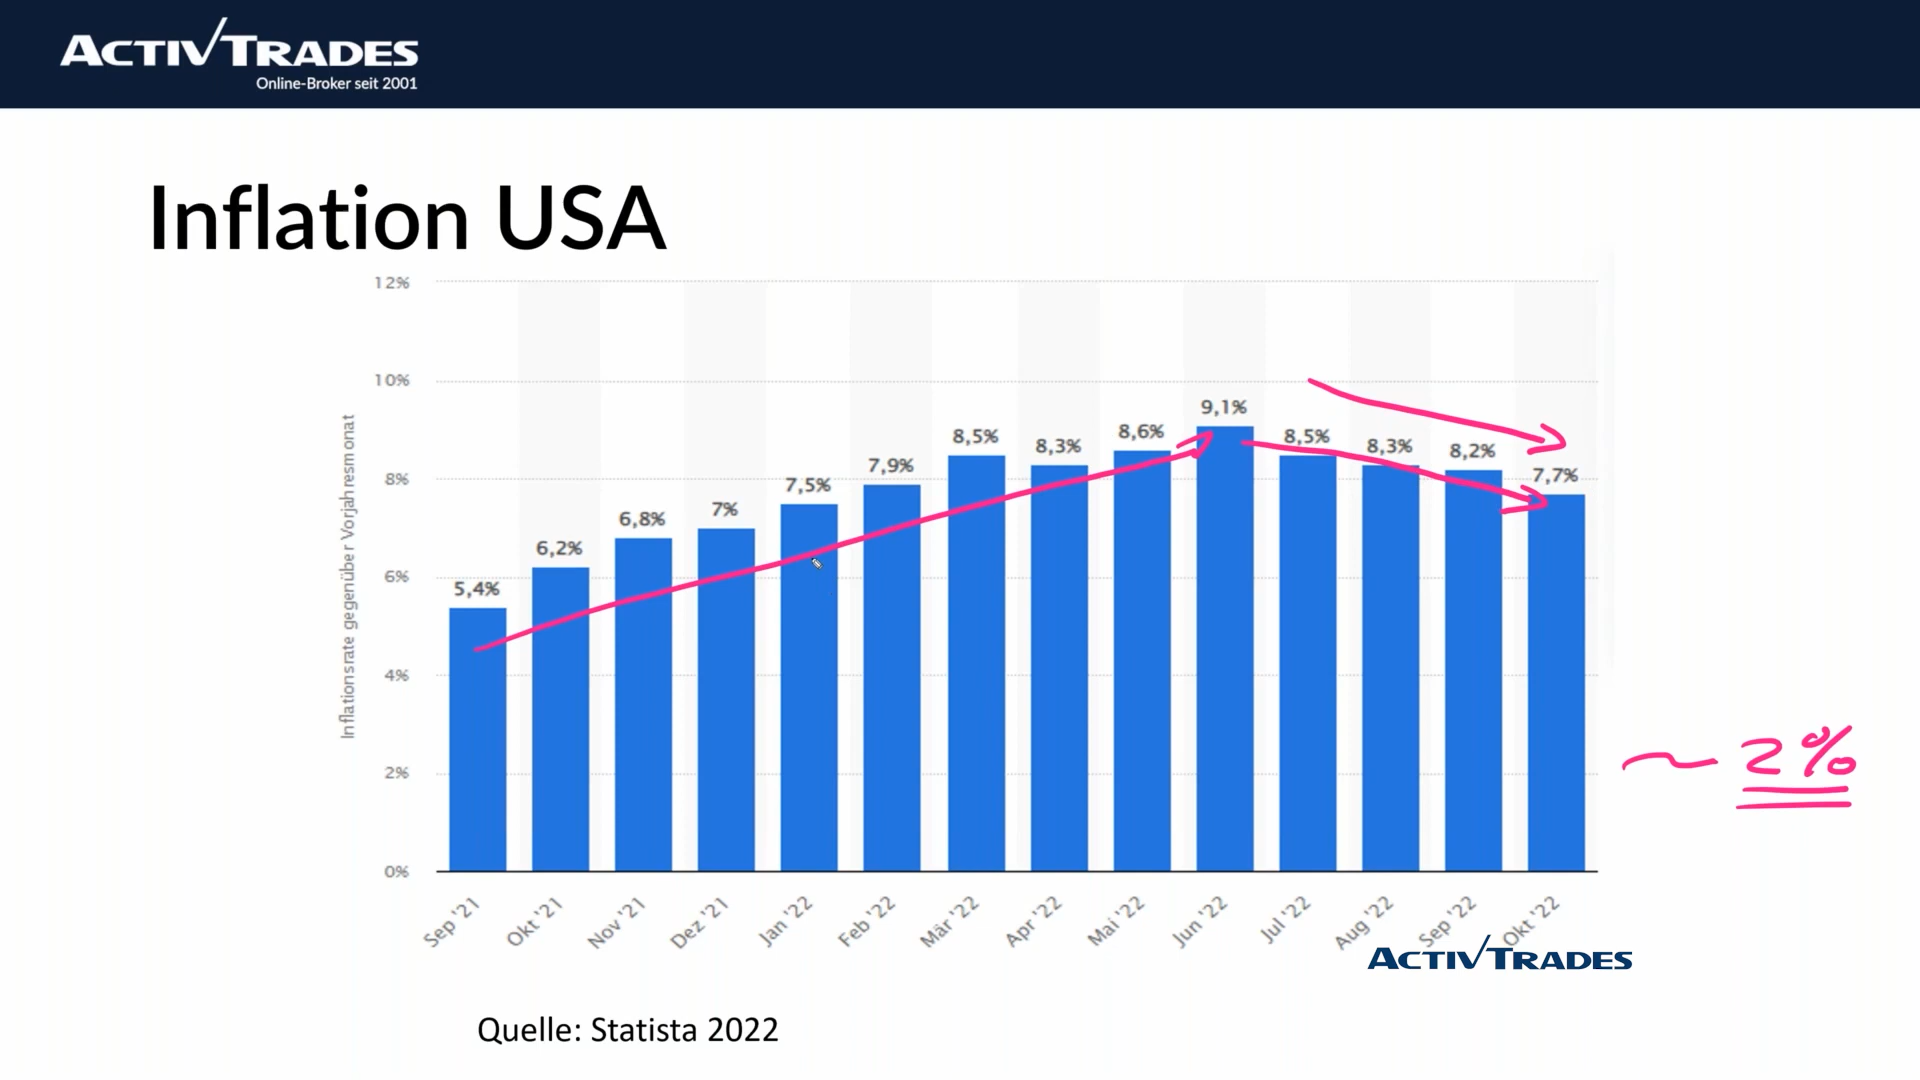 ACTIVTRADES
Online-Broker seit 2001
Inflation USA
Inflationsrate gegenüber Vorjahresmonat
12%
10%
8%
6%
4%
2%
0%
5,4%
6,2%
6,8%
7%
7,5%
7,9%
8,5%
8,3%
8,6%
9,1%
8,5%
8,3%
8,2%
7,7%
~ 2%
Sep '21
Okt '21
Nov '21
Dez '21
Jan '22
Feb '22
Mär '22
Apr '22
Mai '22
Jun '22
Jul '22
Aug '22
Sep '22
Okt '22
ACTIVTRADES
Quelle: Statista 2022